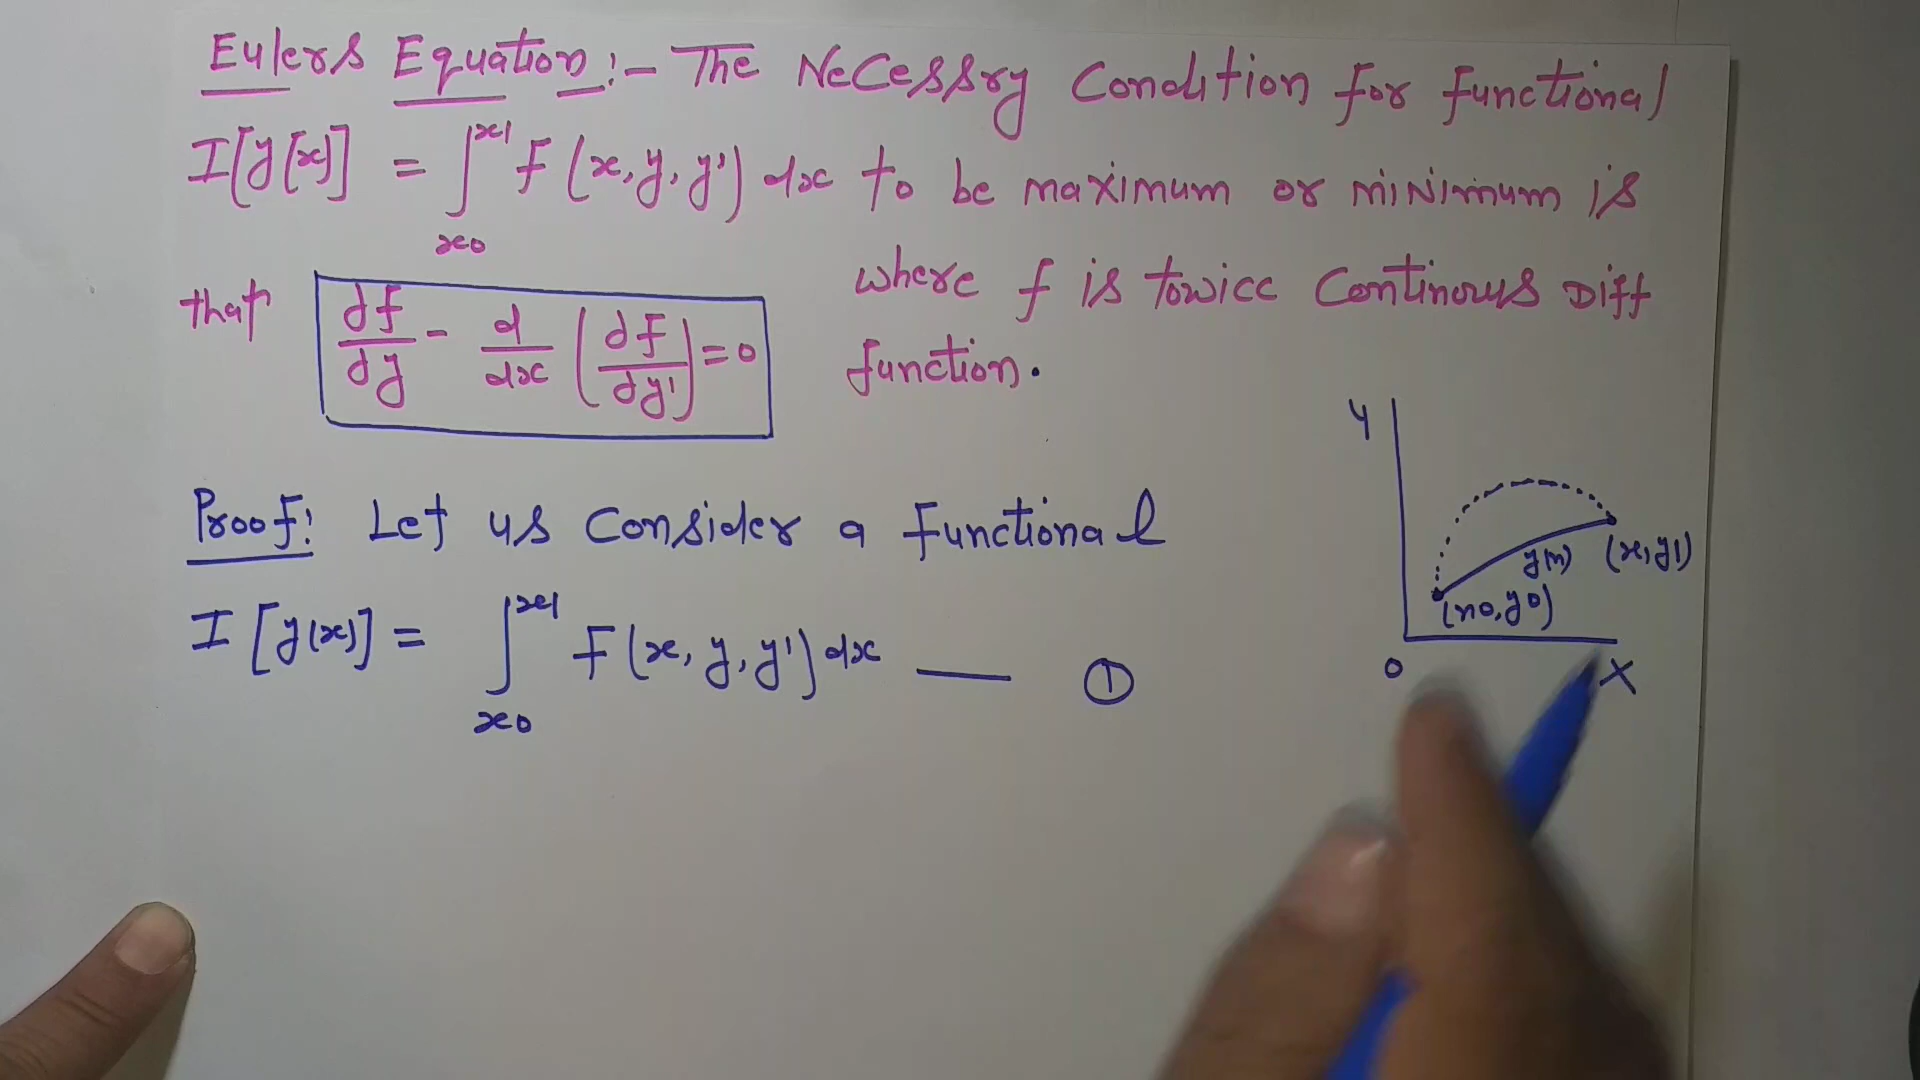 Eulers Equation:- The Necessry Condition for functional
I[y(x)] = ∫_{x0}^{x1} F(x, y, y') dx to be maximum or minimum is
that ∂F/∂y - d/dx (∂F/∂y') = 0
where f is towice Continous Diff
function.
Proof: Let us Consider a Functional
I [y(x)] = ∫_{x0}^{x1} F(x, y, y') dx — ①
Y
y(x)
(x1, y1)
(x0, y0)
0
X